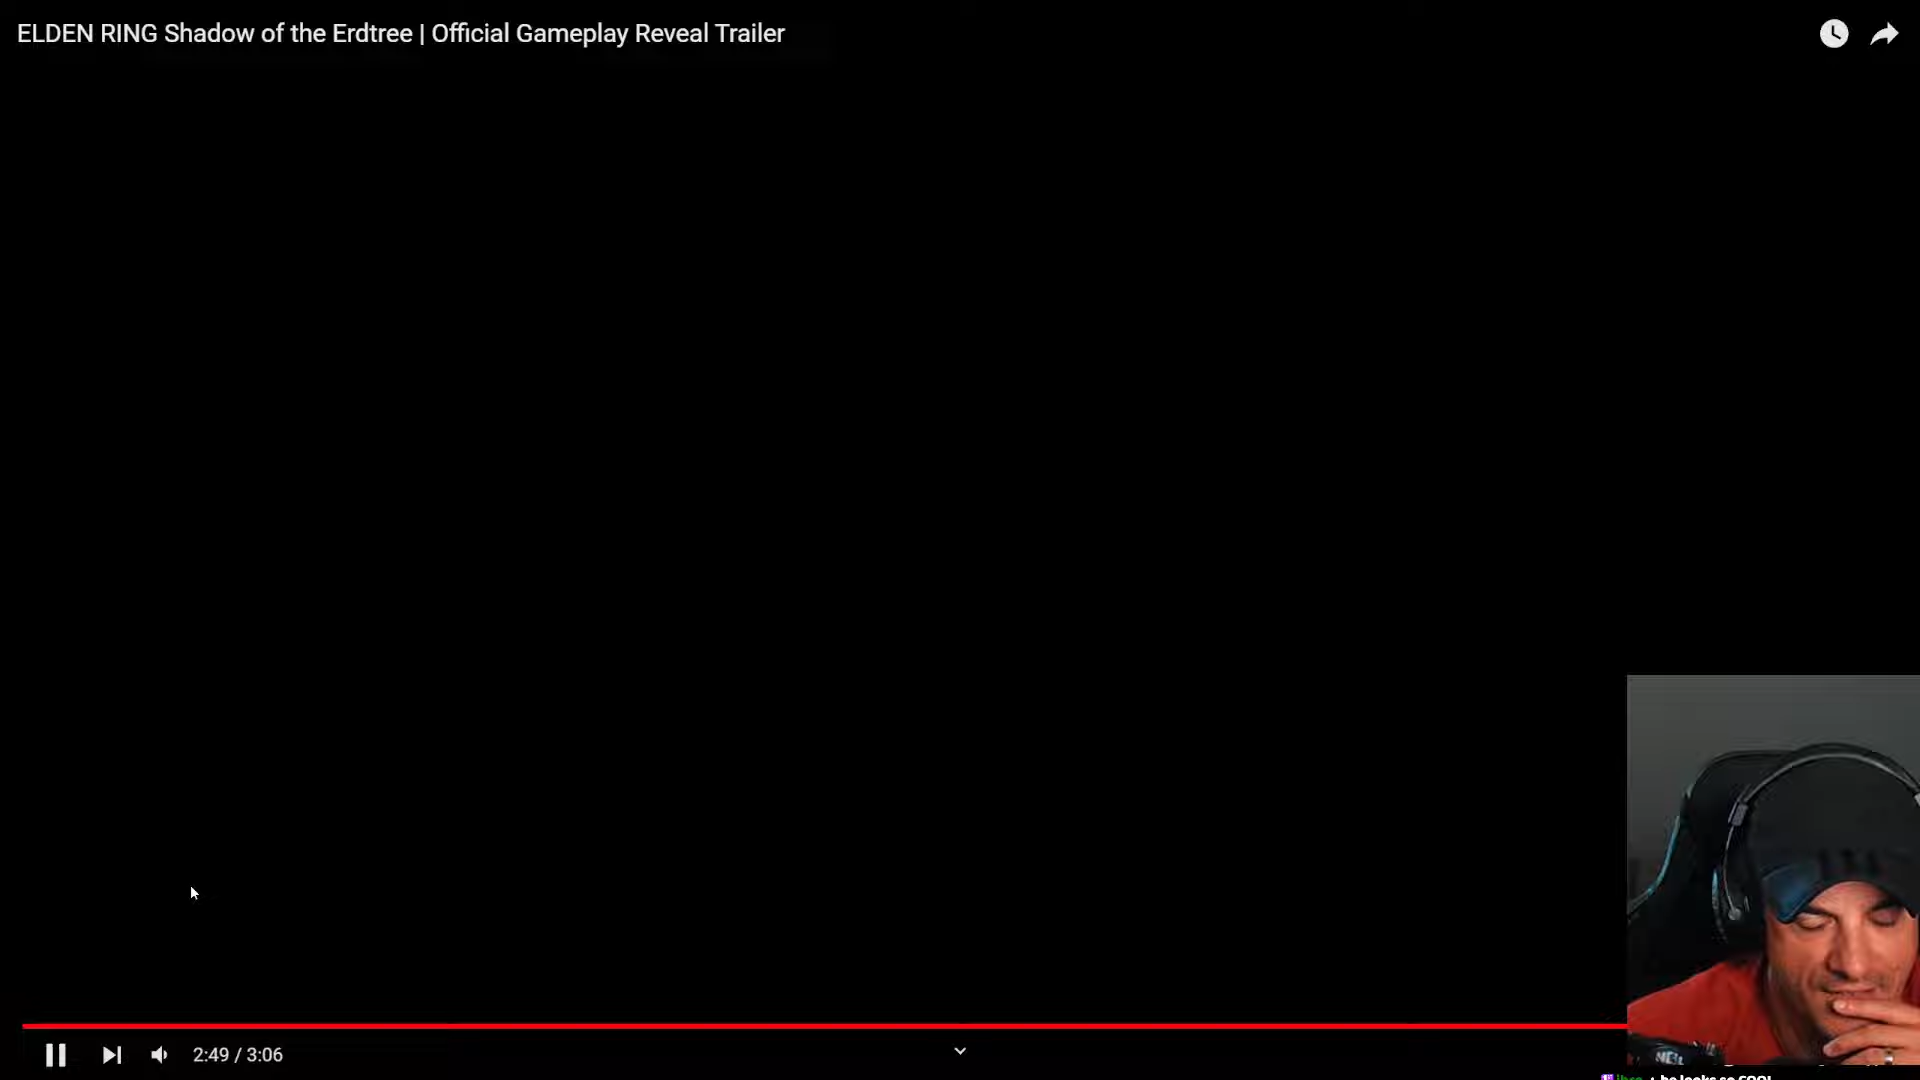 ELDEN RING Shadow of the Erdtree | Official Gameplay Reveal Trailer
2:49 / 3:06